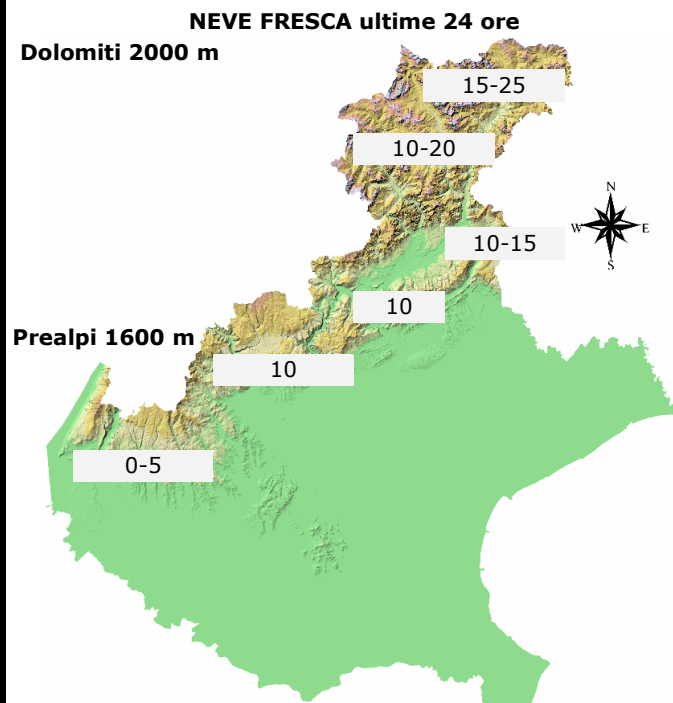 NEVE FRESCA ultime 24 ore
Dolomiti 2000 m
15-25
10-20
N
W E
S
10-15
10
Prealpi 1600 m
10
0-5